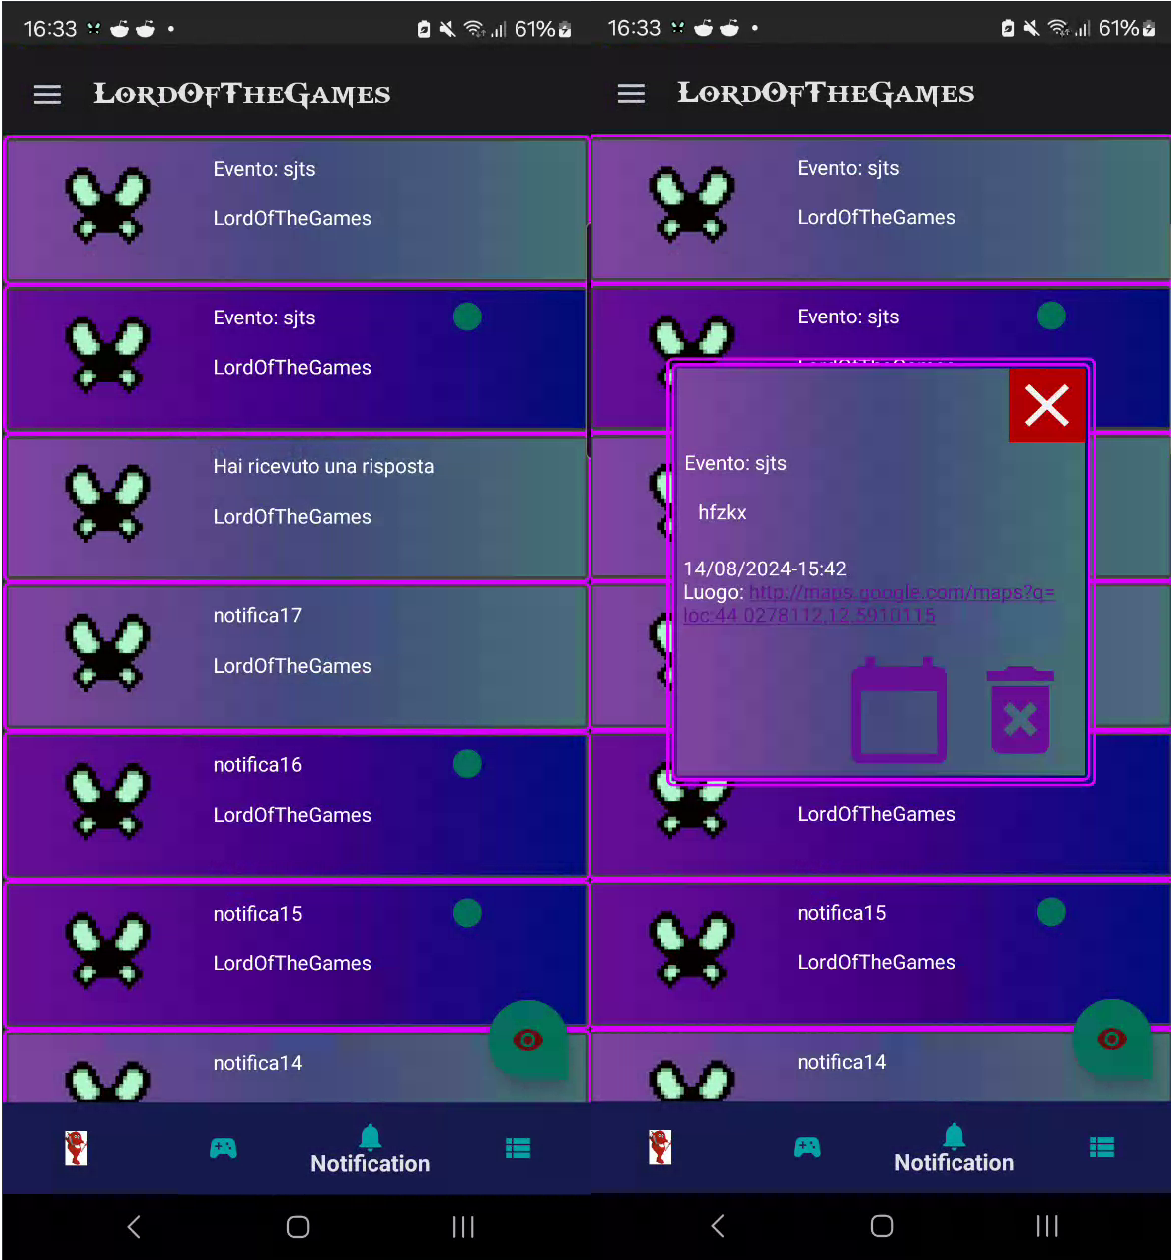 16:33
61%
LordOfTheGames
Evento: sjts
LordOfTheGames
Evento: sjts
LordOfTheGames
Hai ricevuto una risposta
LordOfTheGames
notifica17
LordOfTheGames
notifica16
LordOfTheGames
notifica15
LordOfTheGames
notifica14
Notification
16:33
61%
LordOfTheGames
Evento: sjts
LordOfTheGames
Evento: sjts
LordOfTheGames
Evento: sjts
hfzkx
14/08/2024-15:42
Luogo: http://maps.google.com/maps?q=
loc:44.0278112,12.5910115
LordOfTheGames
notifica15
LordOfTheGames
notifica14
Notification